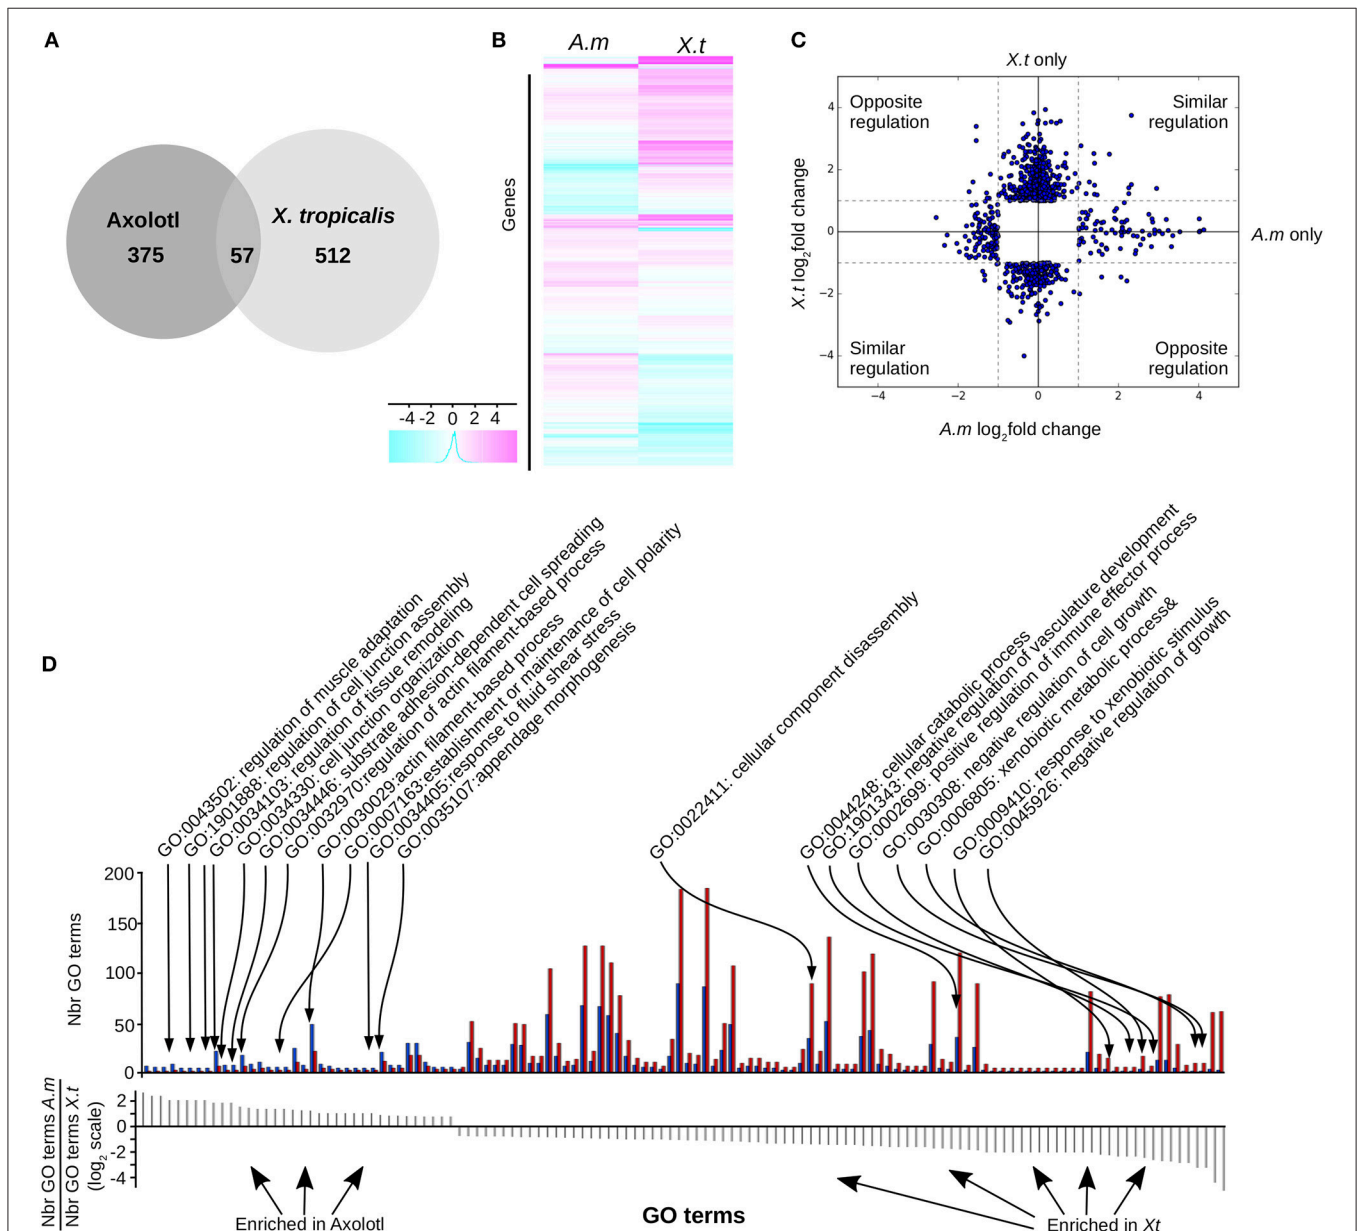 A
Axolotl
375
57
X. tropicalis
512
B
A.m
X.t
Genes
-4 -2 0 2 4
C
X.t only
Opposite
regulation
Similar
regulation
Similar
regulation
Opposite
regulation
A.m only
X.t log2fold change
4
2
0
−2
−4
−4 −2 0 2 4
A.m log2fold change
D
GO:0043502: regulation of muscle adaptation
GO:1901888: regulation of cell junction assembly
GO:0034103: regulation of tissue remodeling
GO:0034330: cell junction organization
GO:0034446: substrate adhesion-dependent cell spreading
GO:0032970:regulation of actin filament-based process
GO:0030029:actin filament-based process
GO:0007163:establishment or maintenance of cell polarity
GO:0034405:response to fluid shear stress
GO:0035107:appendage morphogenesis
GO:0022411: cellular component disassembly
GO:0044248: cellular catabolic process
GO:1901343: negative regulation of vasculature development
GO:0002699: positive regulation of immune effector process
GO:0030308: negative regulation of cell growth
GO:0006805: xenobiotic metabolic process&
GO:0009410: response to xenobiotic stimulus
GO:0045926: negative regulation of growth
Nbr GO terms
200
150
100
50
0
Nbr GO terms A.m
Nbr GO terms X.t
(log2 scale)
2
0
-2
-4
Enriched in Axolotl
GO terms
Enriched in Xt